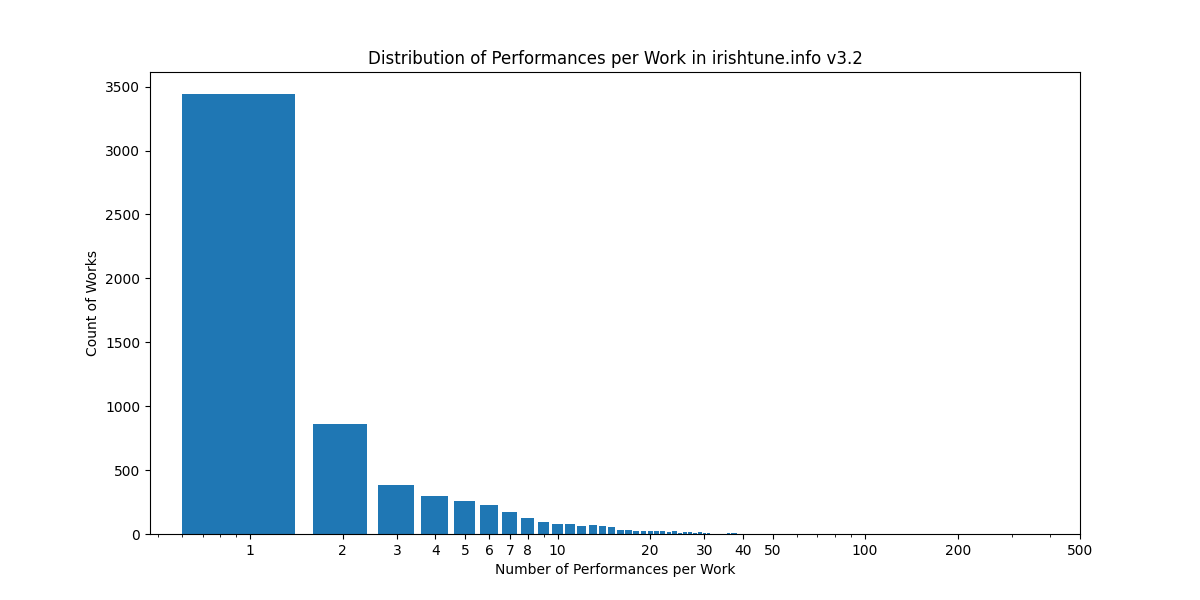 Distribution of Performances per Work in irishtune.info v3.2
3500
3000
2500
2000
1500
1000
500
0
Count of Works
1 2 3 4 5 6 7 8 10 20 30 40 50 100 200 500
Number of Performances per Work